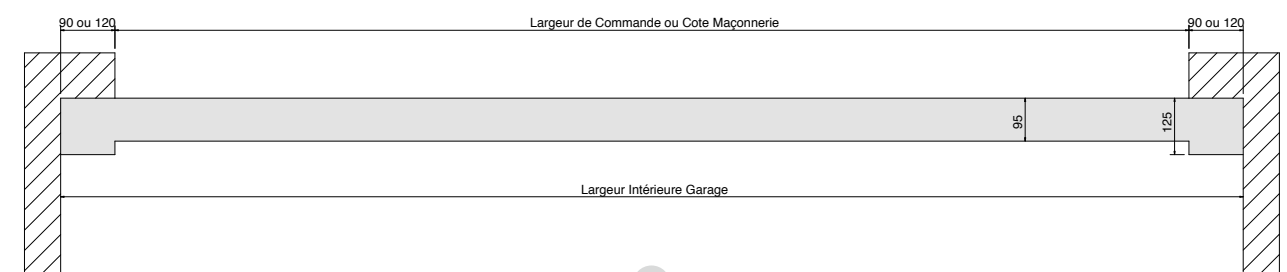 90 ou 120 Largeur de Commande ou Cote Maçonnerie 90 ou 120
95
125
Largeur Intérieure Garage